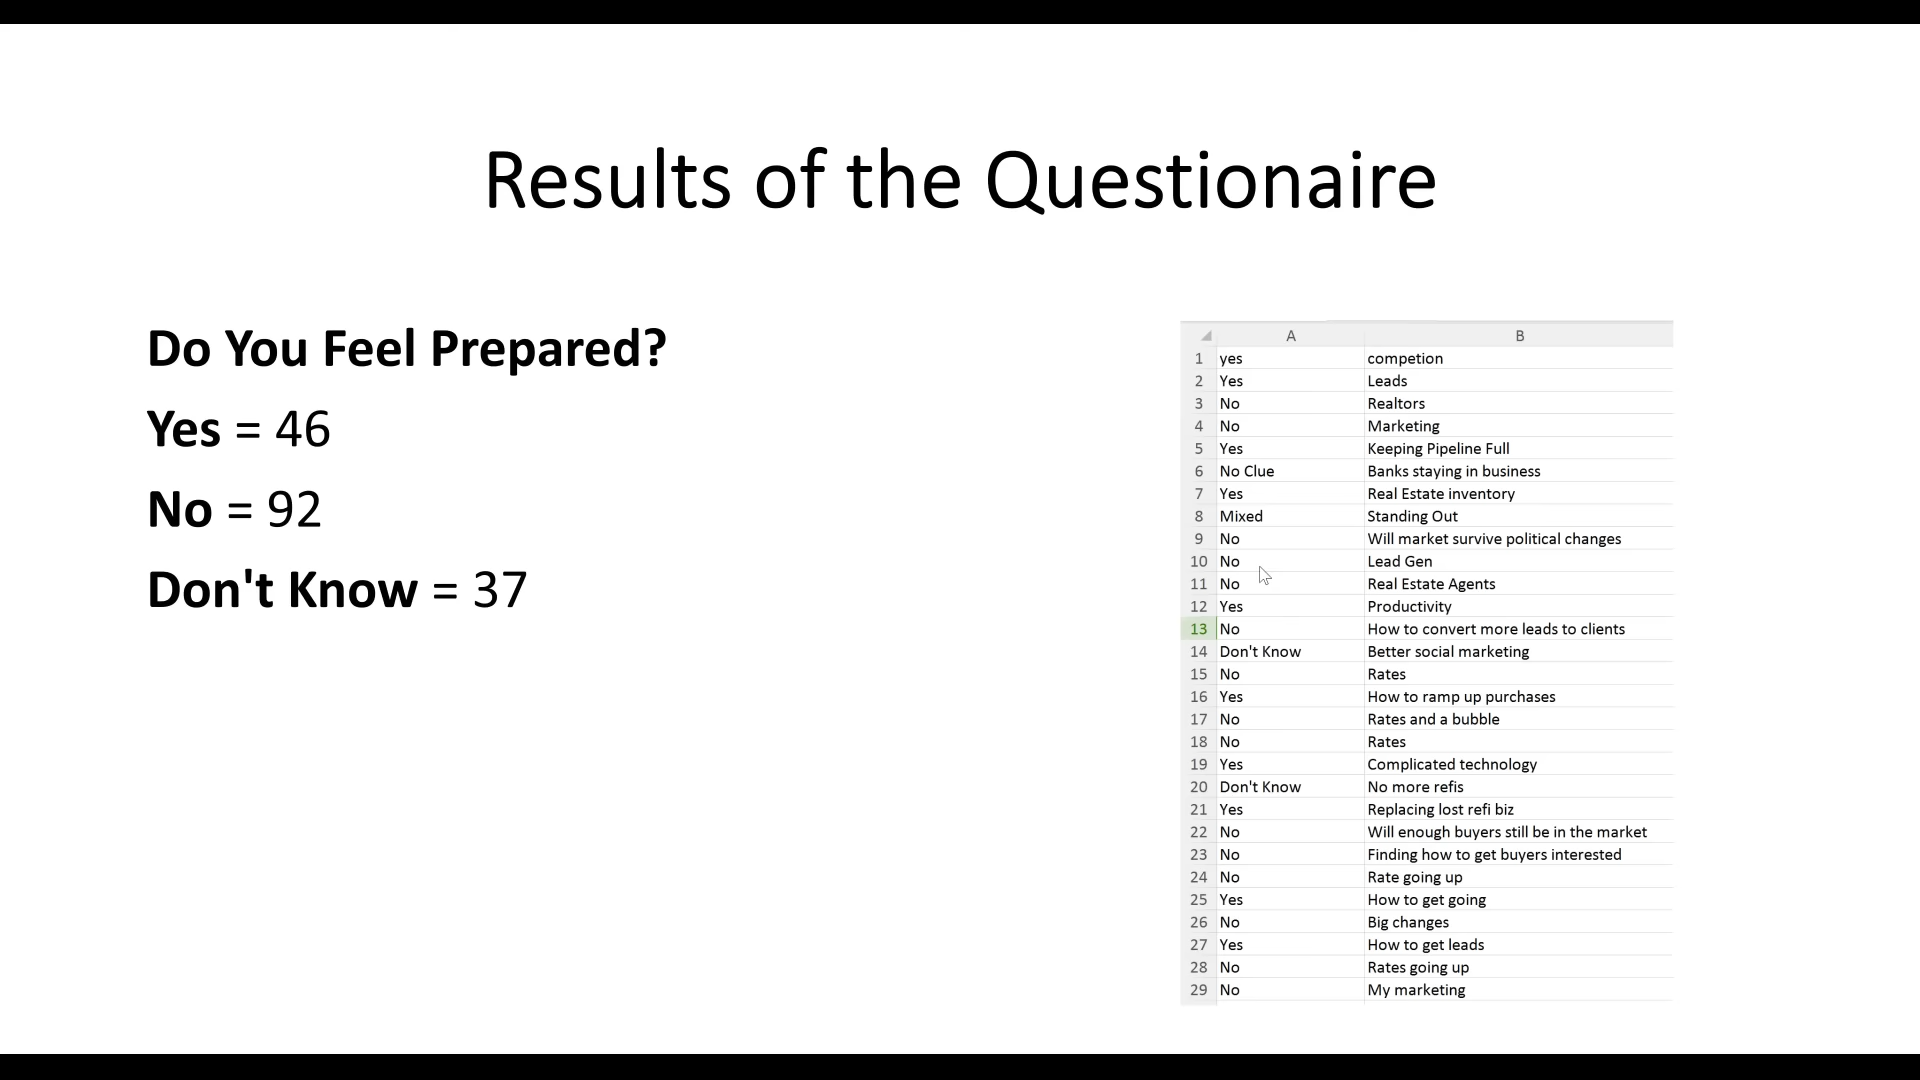 Results of the Questionaire
Do You Feel Prepared?
Yes = 46
No = 92
Don't Know = 37
A B
1 yes competion
2 Yes Leads
3 No Realtors
4 No Marketing
5 Yes Keeping Pipeline Full
6 No Clue Banks staying in business
7 Yes Real Estate inventory
8 Mixed Standing Out
9 No Will market survive political changes
10 No Lead Gen
11 No Real Estate Agents
12 Yes Productivity
13 No How to convert more leads to clients
14 Don't Know Better social marketing
15 No Rates
16 Yes How to ramp up purchases
17 No Rates and a bubble
18 No Rates
19 Yes Complicated technology
20 Don't Know No more refis
21 Yes Replacing lost refi biz
22 No Will enough buyers still be in the market
23 No Finding how to get buyers interested
24 No Rate going up
25 Yes How to get going
26 No Big changes
27 Yes How to get leads
28 No Rates going up
29 No My marketing